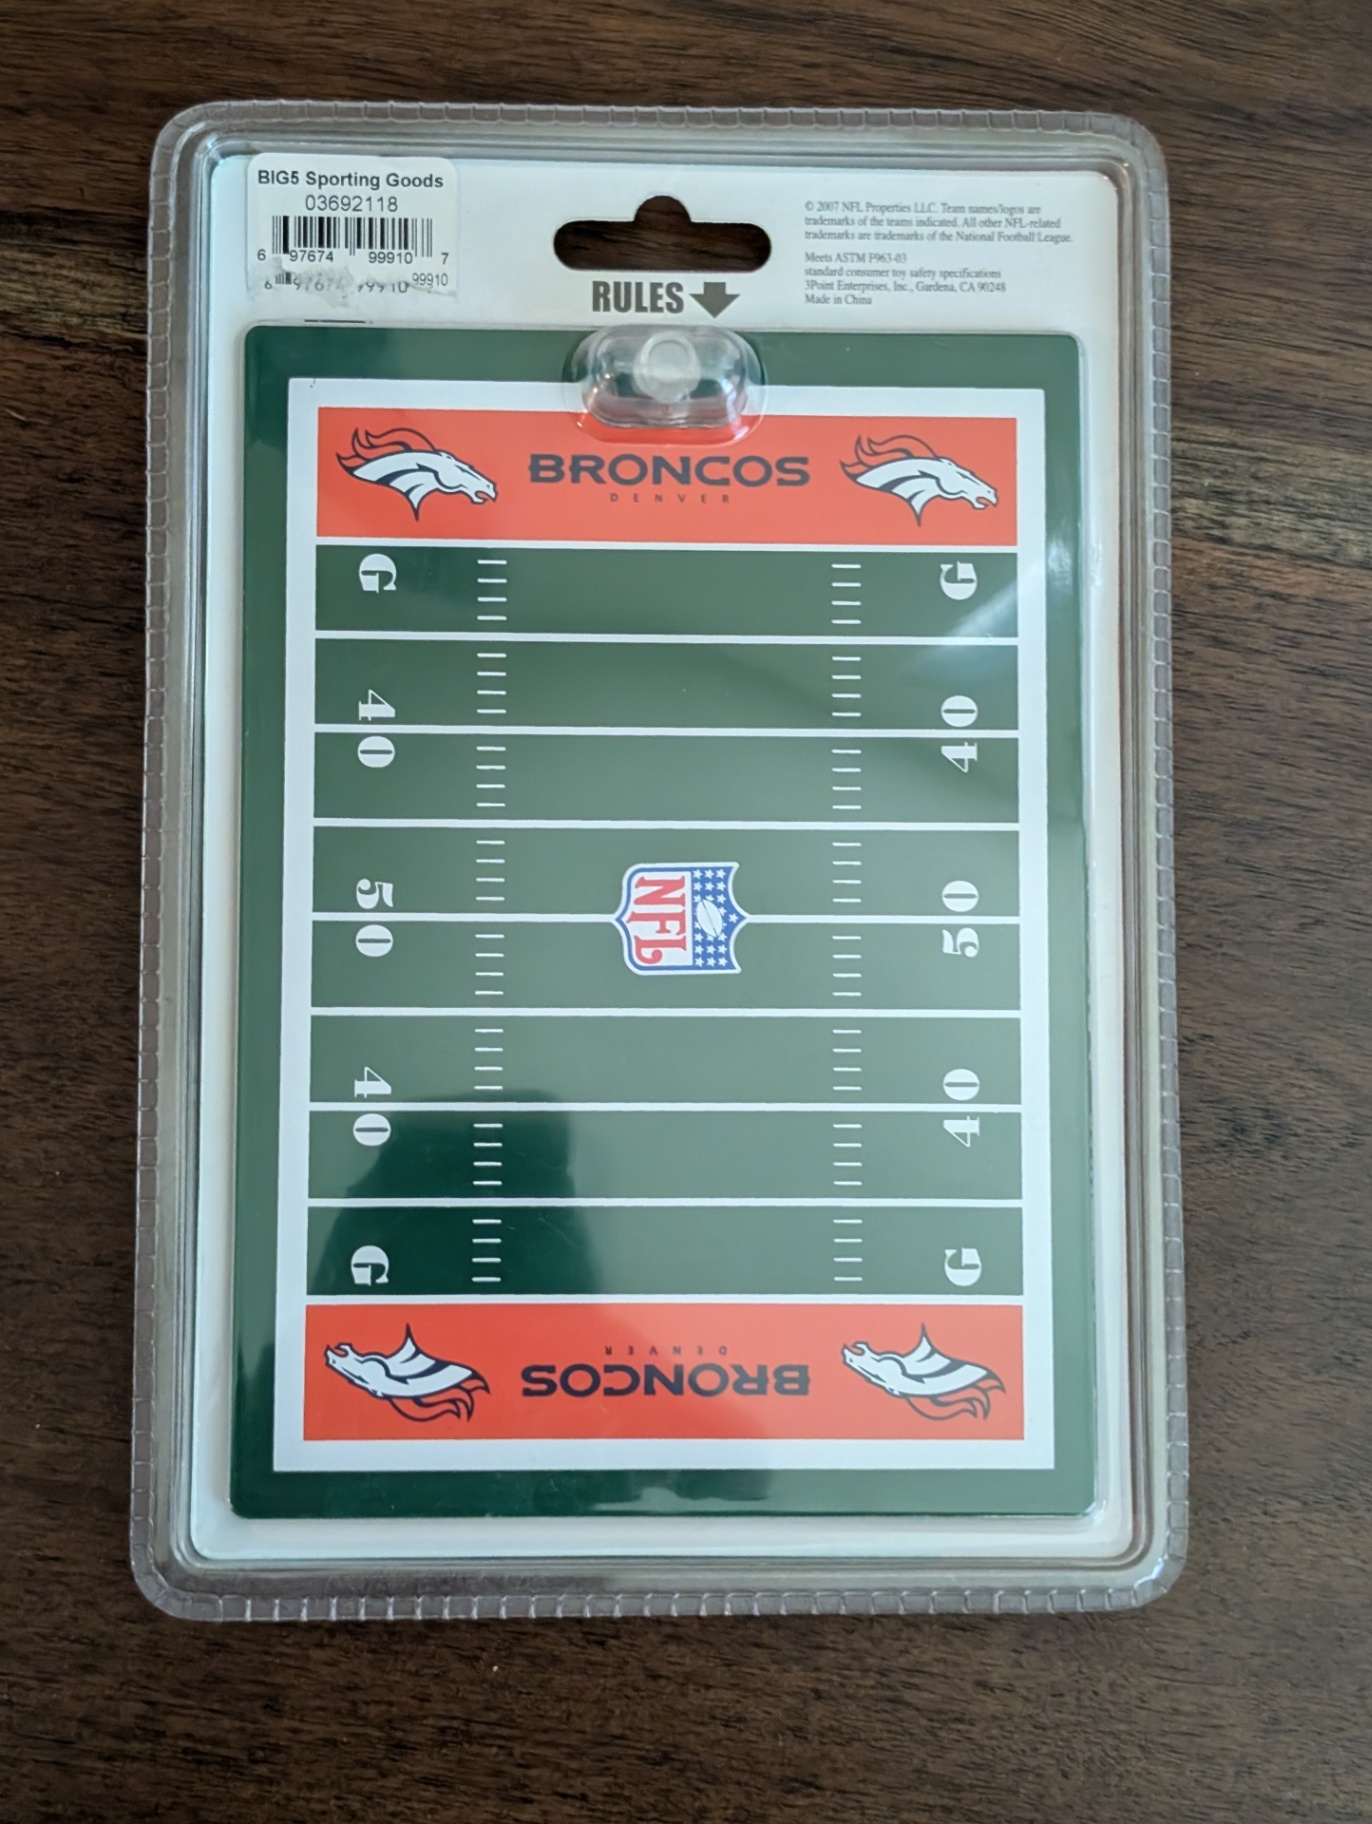 BIG5 Sporting Goods
03692118
6 97674 99910 7
6 97674 99910
99910
© 2007 NFL Properties LLC. Team names/logos are
trademarks of the teams indicated. All other NFL-related
trademarks are trademarks of the National Football League.
Meets ASTM F963-03
standard consumer toy safety specifications
3Point Enterprises, Inc., Gardena, CA 90248
Made in China
RULES
BRONCOS
DENVER
G G
40 40
50 NFL 50
40 40
G G
DENVER
BRONCOS